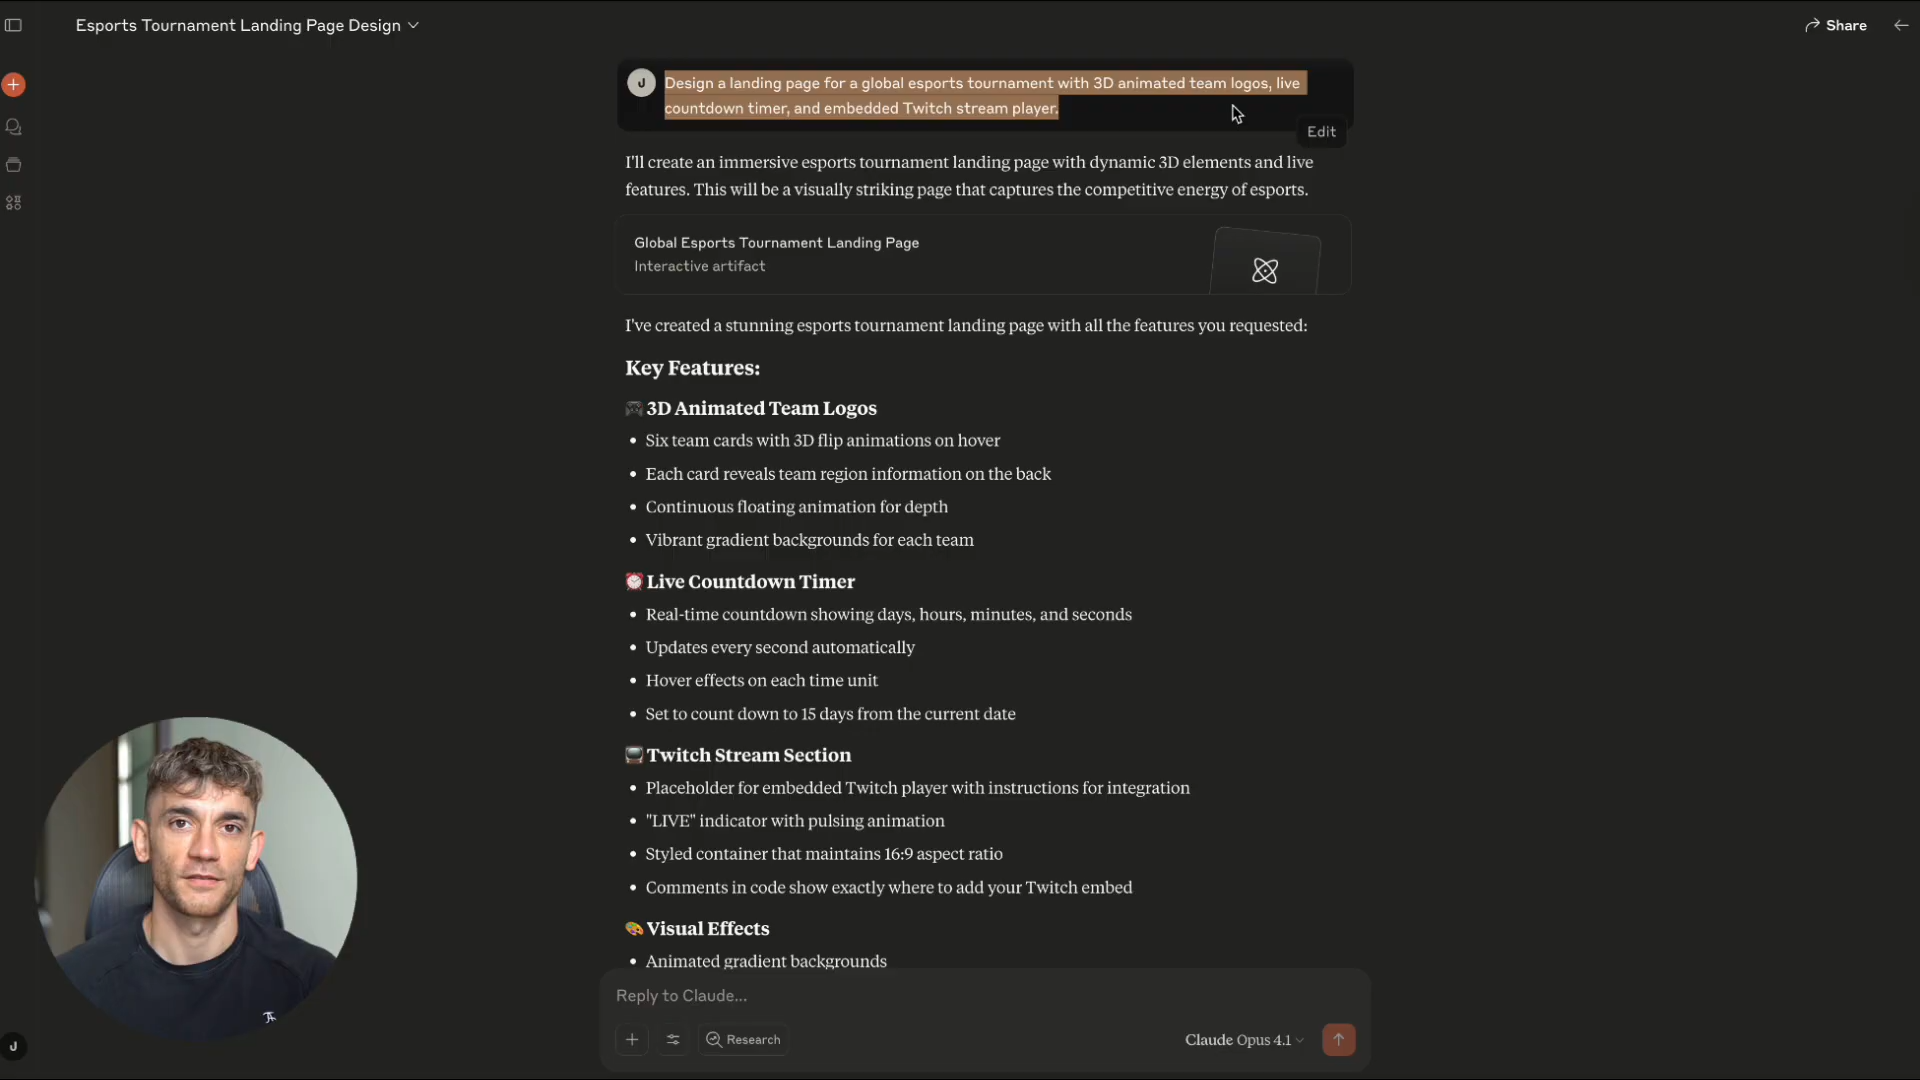 Esports Tournament Landing Page Design
Share
J
Design a landing page for a global esports tournament with 3D animated team logos, live
countdown timer, and embedded Twitch stream player.
Edit
I'll create an immersive esports tournament landing page with dynamic 3D elements and live
features. This will be a visually striking page that captures the competitive energy of esports.
Global Esports Tournament Landing Page
Interactive artifact
I've created a stunning esports tournament landing page with all the features you requested:
Key Features:
🎮 3D Animated Team Logos
• Six team cards with 3D flip animations on hover
• Each card reveals team region information on the back
• Continuous floating animation for depth
• Vibrant gradient backgrounds for each team
⏰ Live Countdown Timer
• Real-time countdown showing days, hours, minutes, and seconds
• Updates every second automatically
• Hover effects on each time unit
• Set to count down to 15 days from the current date
📺 Twitch Stream Section
• Placeholder for embedded Twitch player with instructions for integration
• "LIVE" indicator with pulsing animation
• Styled container that maintains 16:9 aspect ratio
• Comments in code show exactly where to add your Twitch embed
🎨 Visual Effects
• Animated gradient backgrounds
Reply to Claude...
Research
Claude Opus 4.1
J